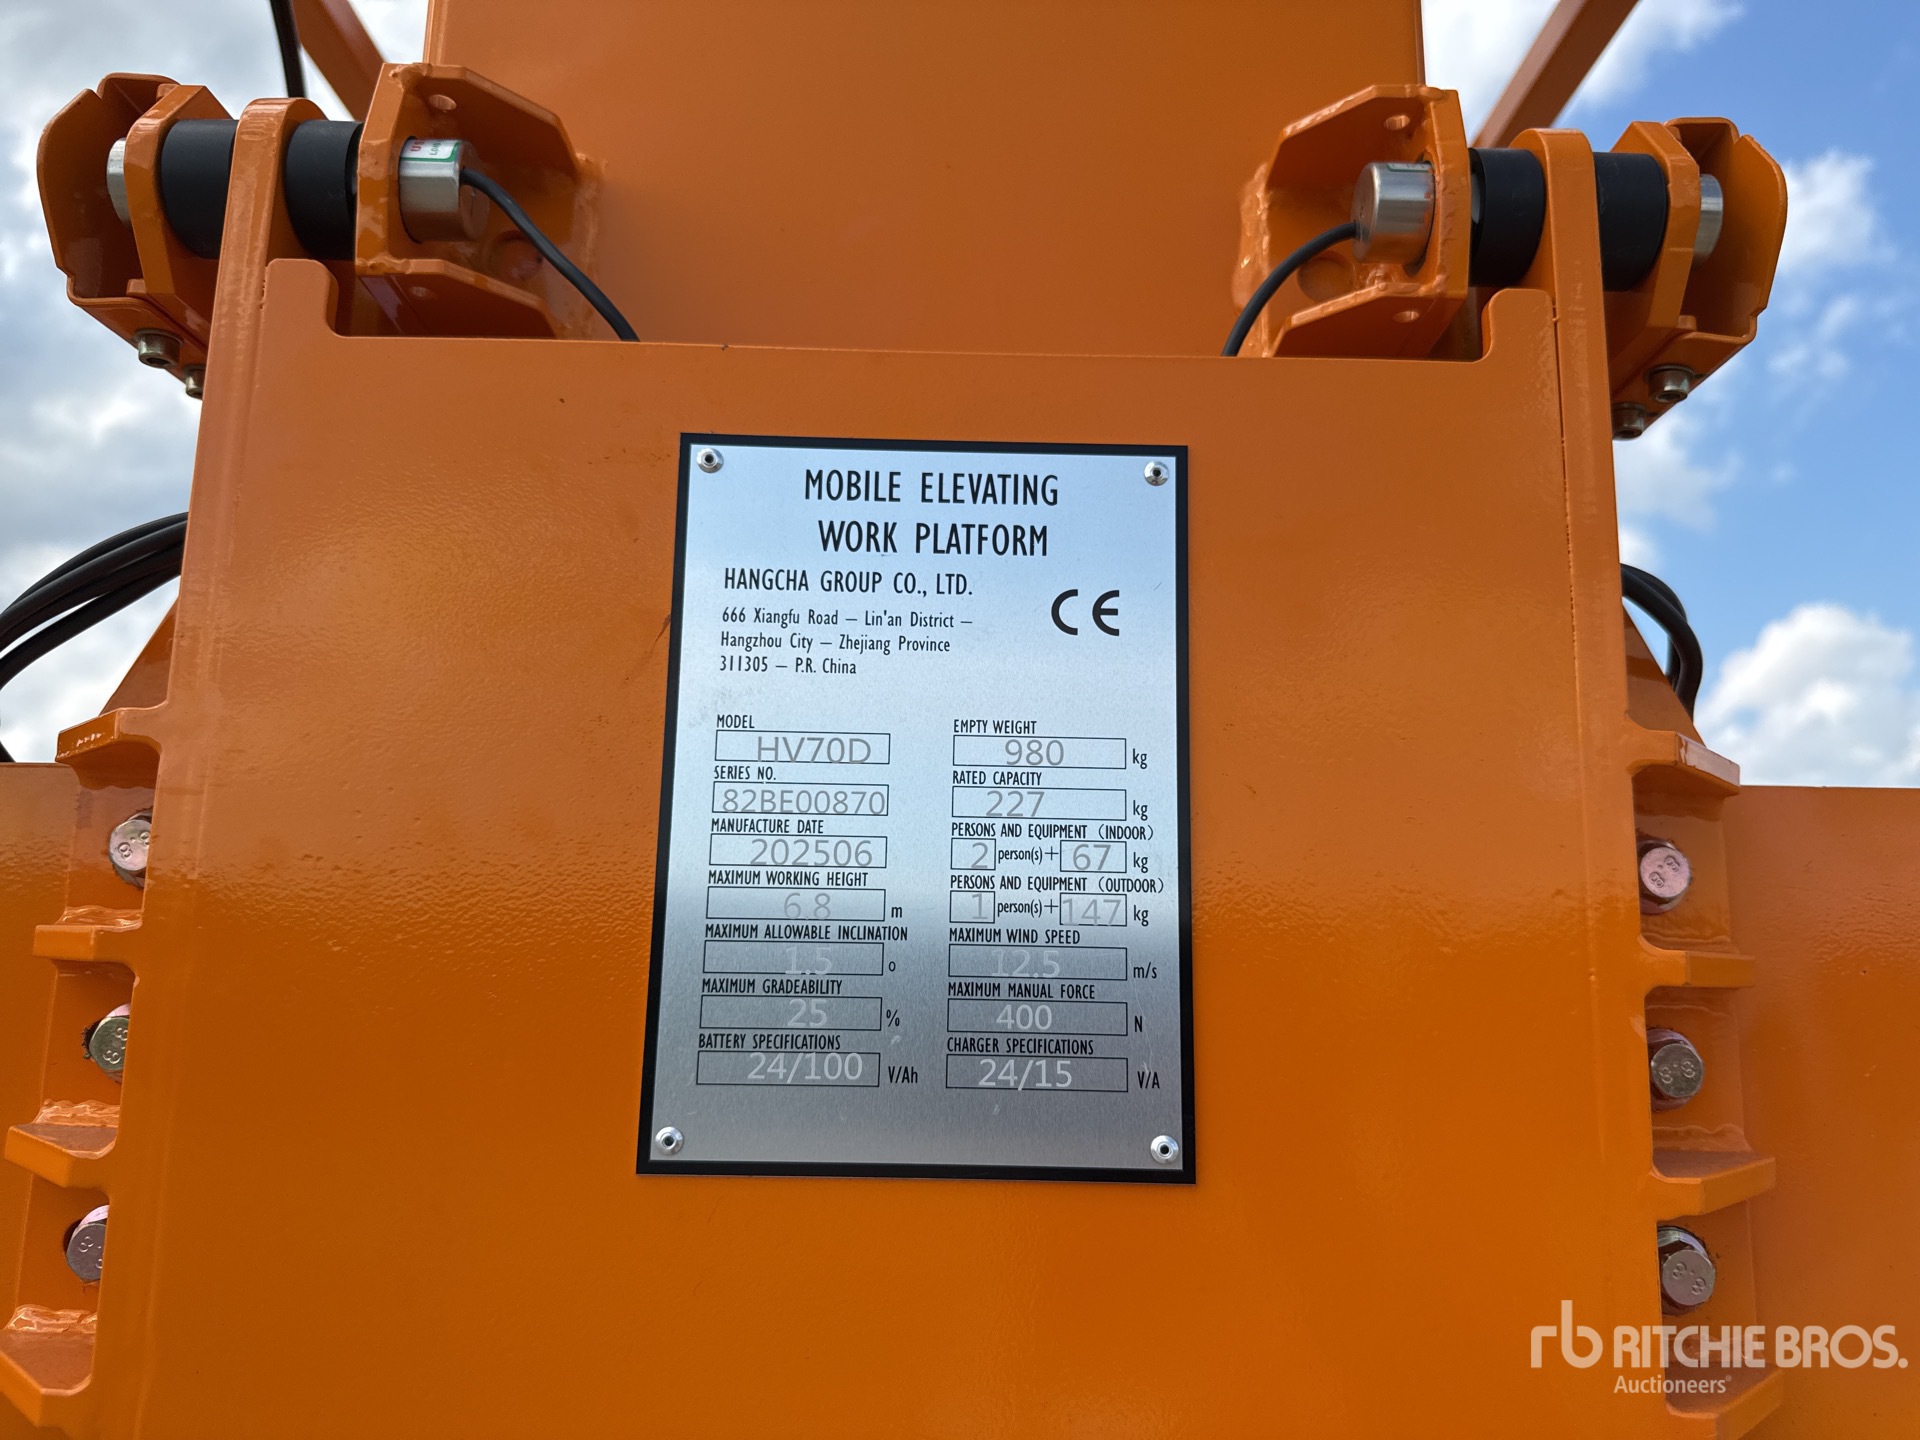 MOBILE ELEVATING
WORK PLATFORM
HANGCHA GROUP CO., LTD.
666 Xiangfu Road – Lin'an District –
Hangzhou City – Zhejiang Province
311305 – P.R. China
CE
MODEL
HV70D
SERIES NO.
82BE00870
MANUFACTURE DATE
202506
MAXIMUM WORKING HEIGHT
6.8 m
MAXIMUM ALLOWABLE INCLINATION
1.5 o
MAXIMUM GRADEABILITY
25 %
BATTERY SPECIFICATIONS
24/100 V/Ah
EMPTY WEIGHT
980 kg
RATED CAPACITY
227 kg
PERSONS AND EQUIPMENT (INDOOR)
2 person(s)+ 67 kg
PERSONS AND EQUIPMENT (OUTDOOR)
1 person(s)+ 147 kg
MAXIMUM WIND SPEED
12.5 m/s
MAXIMUM MANUAL FORCE
400 N
CHARGER SPECIFICATIONS
24/15 V/A
8.8
8.8
8.8
8.8
rb RITCHIE BROS.
Auctioneers